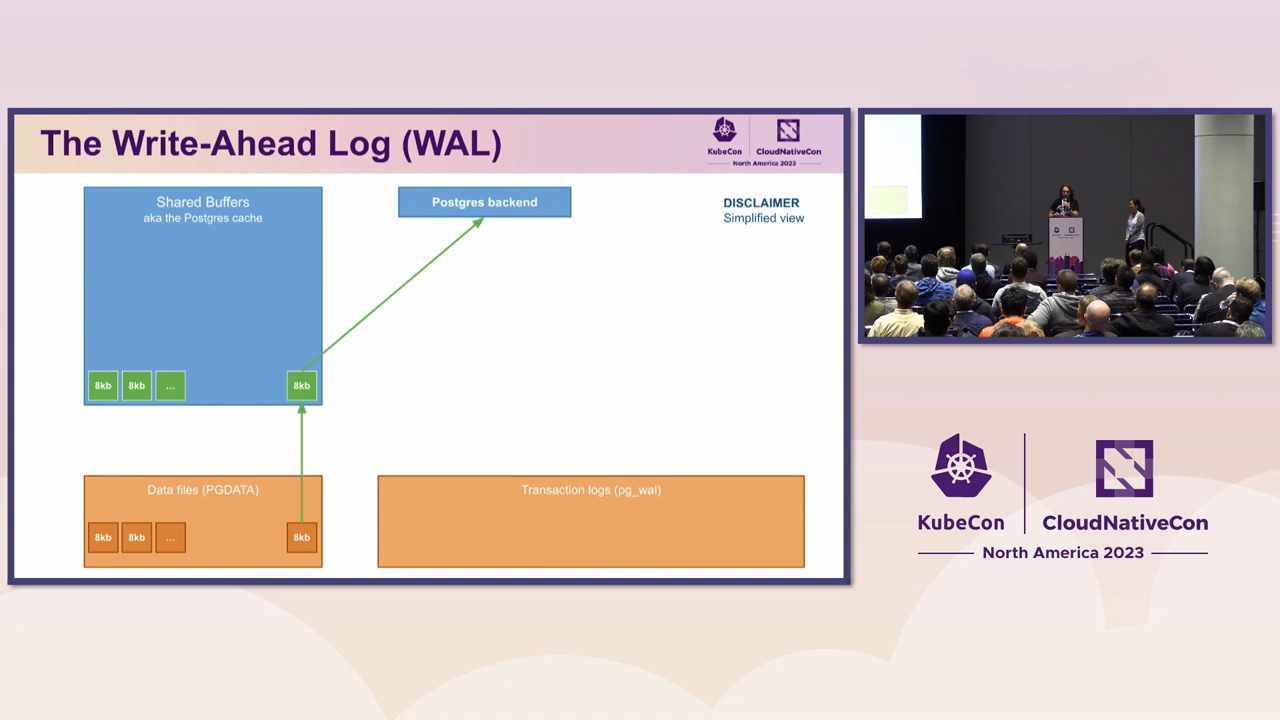 The Write-Ahead Log (WAL)
KubeCon
CloudNativeCon
North America 2023
Shared Buffers
aka the Postgres cache
Postgres backend
DISCLAIMER
Simplified view
8kb
8kb
...
8kb
Data files (PGDATA)
8kb
8kb
...
8kb
Transaction logs (pg_wal)
KubeCon
CloudNativeCon
North America 2023